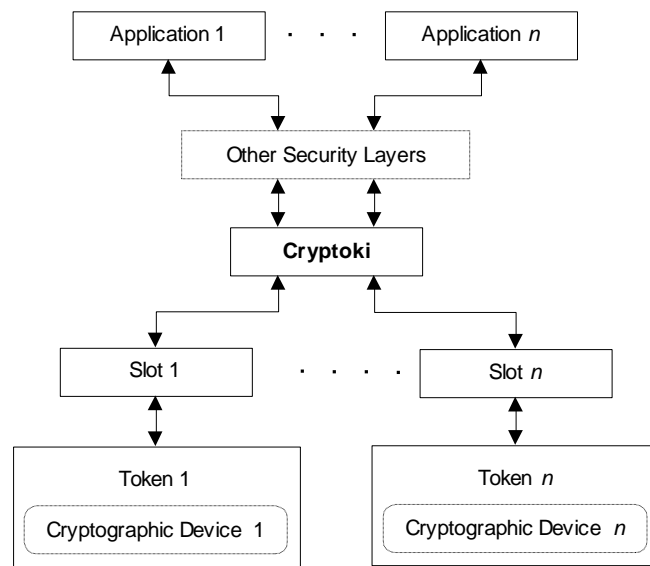 Application 1 . . . Application n
Other Security Layers
Cryptoki
Slot 1 . . . . Slot n
Token 1 Token n
Cryptographic Device 1 Cryptographic Device n